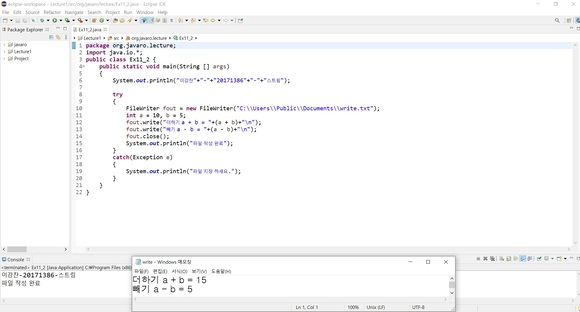 eclipse-workspace - Lecture1/src/org/javaro/lecture/Ex11_2.java - Eclipse IDE
File Edit Source Refactor Navigate Search Project Run Window Help
Package Explorer
javaro
Lecture1
Project
Ex11_2.java
Lecture1 src org.javaro.lecture Ex11_2
1 package org.javaro.lecture;
2 import java.io.*;
3 public class Ex11_2 {
4 public static void main(String [] args)
5 {
6 System.out.println("이강찬"+"-"+"20171386"+"-"+"스트림");
7
8 try
9 {
10 FileWriter fout = new FileWriter("C:\\Users\\Public\\Documents\\write.txt");
11 int a = 10, b = 5;
12 fout.write("더하기 a + b = "+(a + b)+"\n");
13 fout.write("빼기 a - b = "+(a - b)+"\n");
14 fout.close();
15 System.out.println("파일 작성 완료");
16 }
17 catch(Exception e)
18 {
19 System.out.println("파일 지정 하세요.");
20 }
21 }
22 }
Console
<terminated> Ex11_2 [Java Application] C:\Program Files (x86)
이강찬-20171386-스트림
파일 작성 완료
write - Windows 메모장
파일(F) 편집(E) 서식(O) 보기(V) 도움말(H)
더하기 a + b = 15
빼기 a - b = 5
Ln 1, Col 1 100% Unix (LF) UTF-8